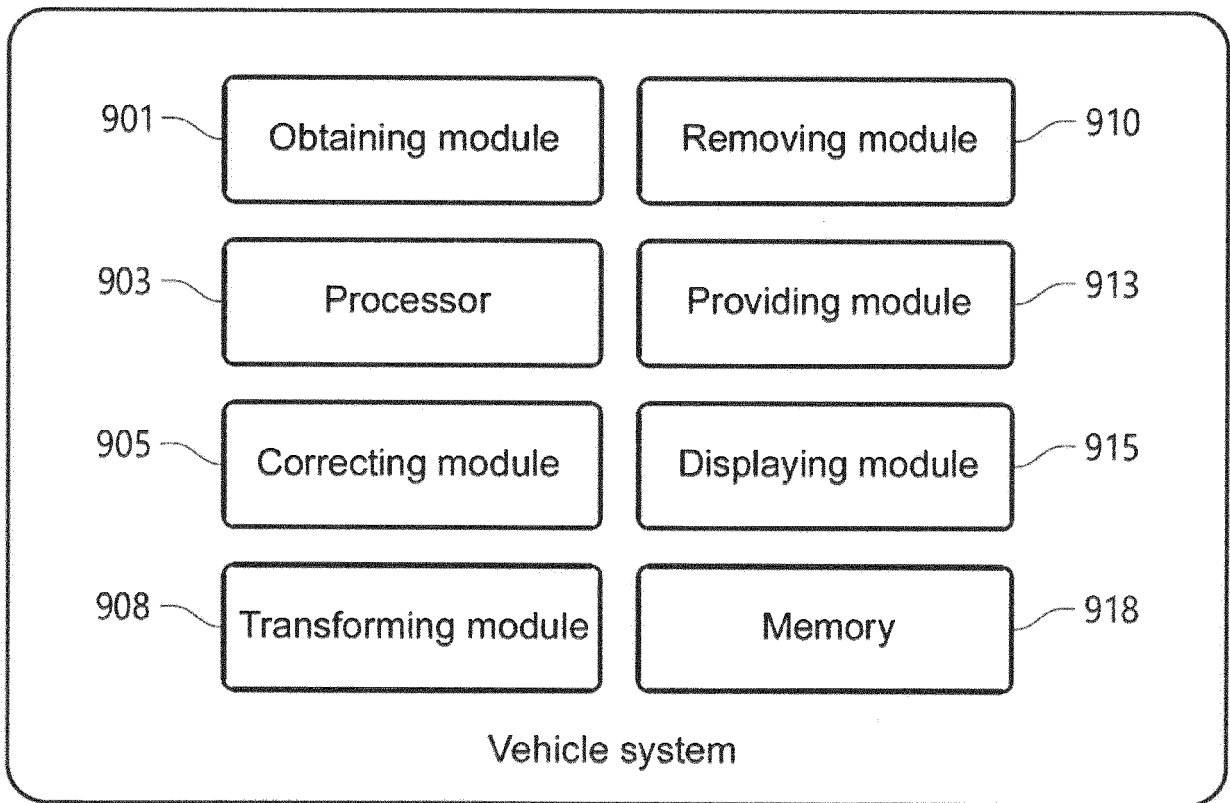 901 Obtaining module Removing module 910
903 Processor Providing module 913
905 Correcting module Displaying module 915
908 Transforming module Memory 918
Vehicle system